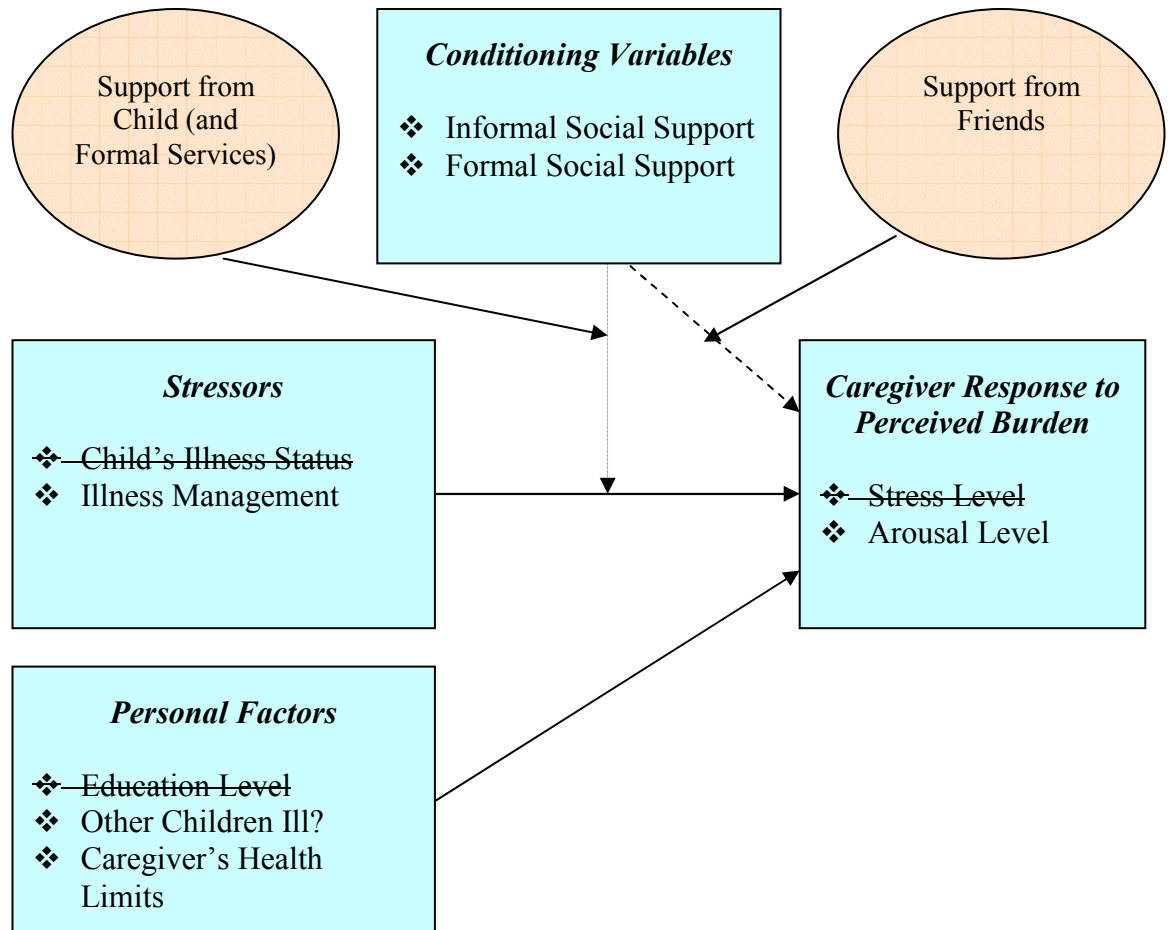 Support from
Child (and
Formal Services)
Conditioning Variables
❖ Informal Social Support
❖ Formal Social Support
Support from
Friends
Stressors
❖ Child’s Illness Status
❖ Illness Management
Caregiver Response to
Perceived Burden
❖ Stress Level
❖ Arousal Level
Personal Factors
❖ Education Level
❖ Other Children Ill?
❖ Caregiver’s Health
Limits